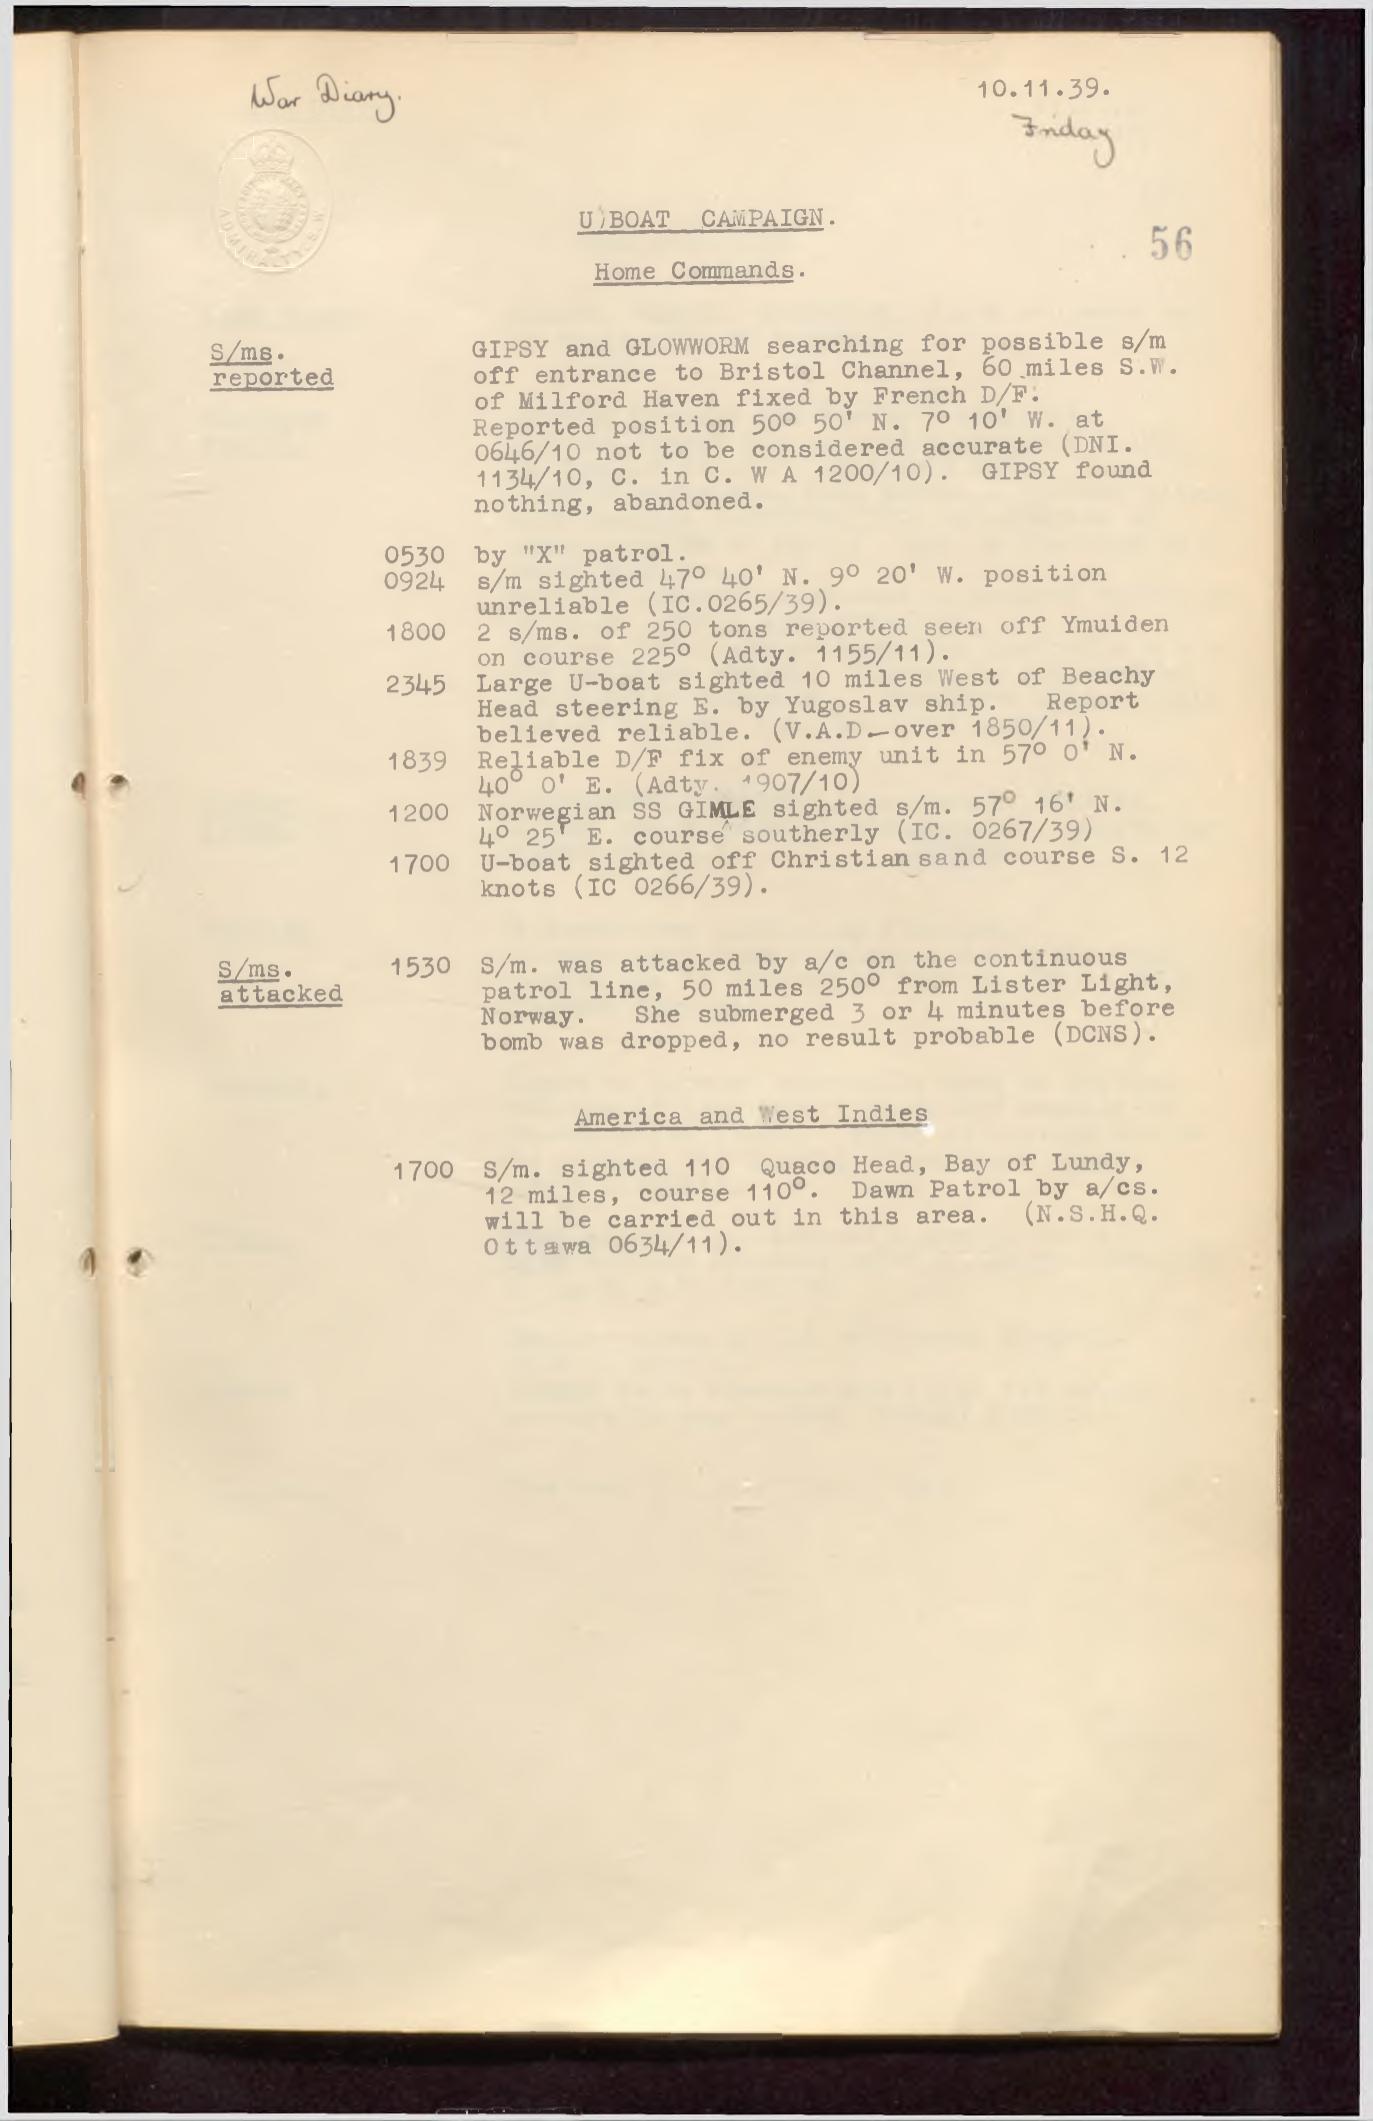 War Diary.
10.11.39.
Friday
ADMIRALTY S.W.
U/BOAT CAMPAIGN.
56
Home Commands.
S/ms.
reported
GIPSY and GLOWWORM searching for possible s/m
off entrance to Bristol Channel, 60 miles S.W.
of Milford Haven fixed by French D/F.
Reported position 50° 50' N. 7° 10' W. at
0646/10 not to be considered accurate (DNI.
1134/10, C. in C. W A 1200/10). GIPSY found
nothing, abandoned.
0530 by "X" patrol.
0924 s/m sighted 47° 40' N. 9° 20' W. position
unreliable (IC.0265/39).
1800 2 s/ms. of 250 tons reported seen off Ymuiden
on course 225° (Adty. 1155/11).
2345 Large U-boat sighted 10 miles West of Beachy
Head steering E. by Yugoslav ship. Report
believed reliable. (V.A.D-over 1850/11).
1839 Reliable D/F fix of enemy unit in 57° 0' N.
40° 0' E. (Adty. 1907/10)
1200 Norwegian SS GIMLE sighted s/m. 57° 16' N.
4° 25' E. course southerly (IC. 0267/39)
1700 U-boat sighted off Christiansand course S. 12
knots (IC 0266/39).
S/ms.
attacked
1530 S/m. was attacked by a/c on the continuous
patrol line, 50 miles 250° from Lister Light,
Norway. She submerged 3 or 4 minutes before
bomb was dropped, no result probable (DCNS).
America and West Indies
1700 S/m. sighted 110 Quaco Head, Bay of Lundy,
12 miles, course 110°. Dawn Patrol by a/cs.
will be carried out in this area. (N.S.H.Q.
Ottawa 0634/11).